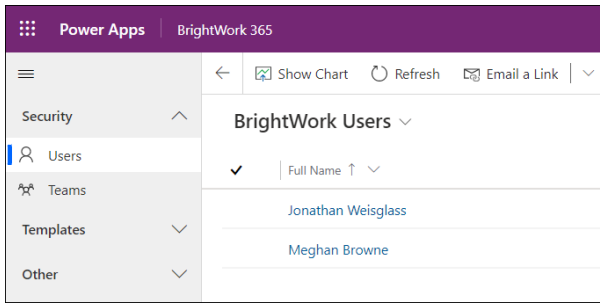 Power Apps BrightWork 365
Show Chart Refresh Email a Link
Security
BrightWork Users
Users
Full Name
Teams
Jonathan Weisglass
Templates
Meghan Browne
Other